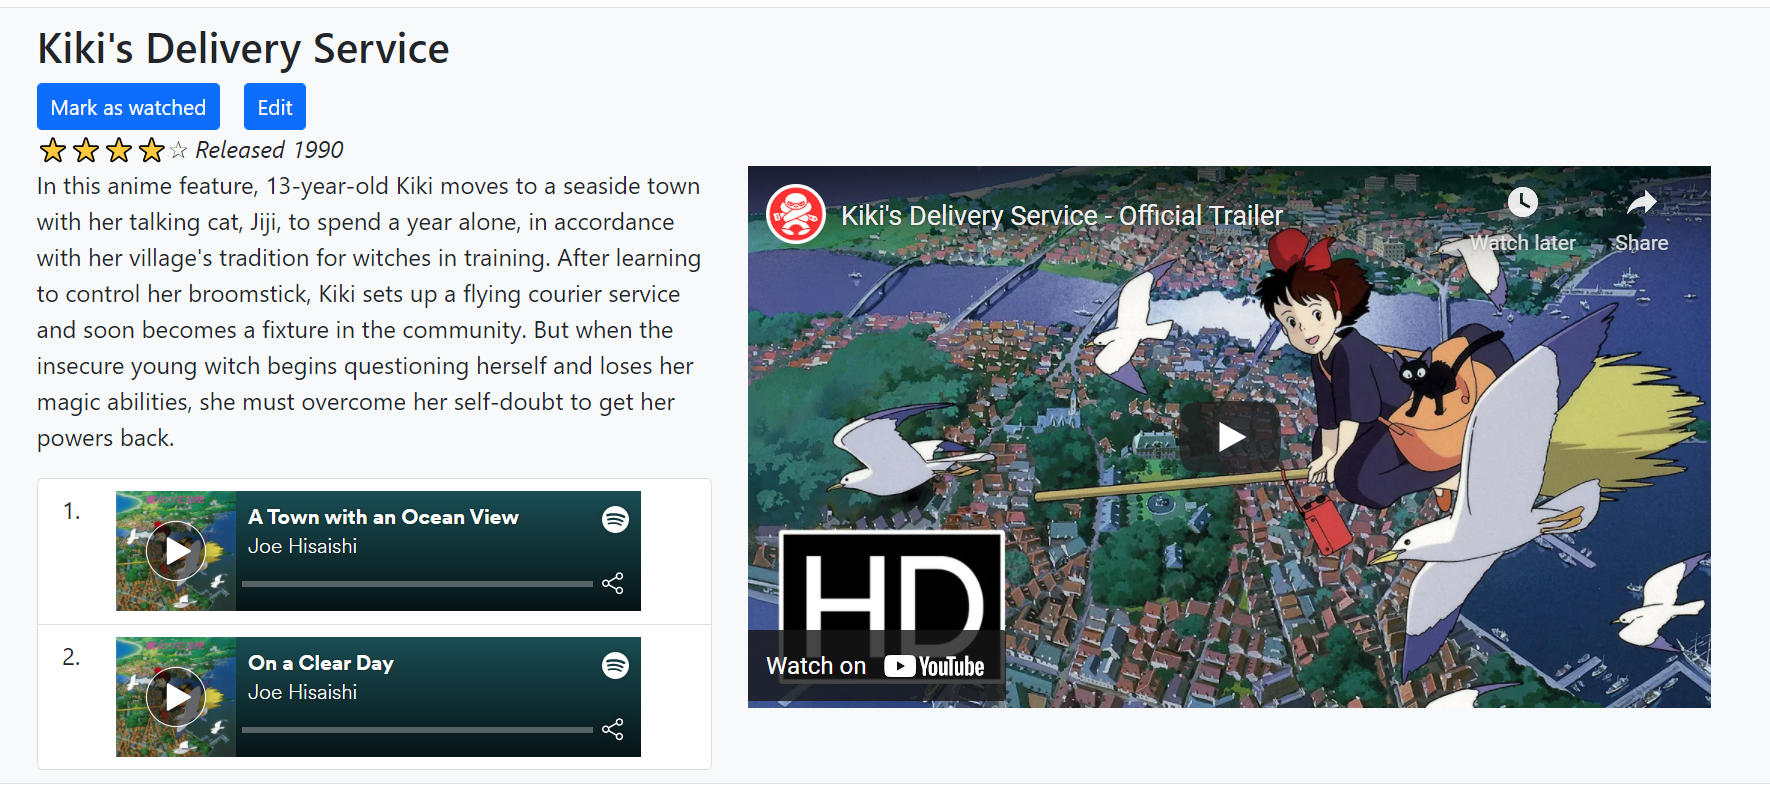 Kiki's Delivery Service
Mark as watched
Edit
Released 1990
In this anime feature, 13-year-old Kiki moves to a seaside town
with her talking cat, Jiji, to spend a year alone, in accordance
with her village's tradition for witches in training. After learning
to control her broomstick, Kiki sets up a flying courier service
and soon becomes a fixture in the community. But when the
insecure young witch begins questioning herself and loses her
magic abilities, she must overcome her self-doubt to get her
powers back.
1.
A Town with an Ocean View
Joe Hisaishi
2.
On a Clear Day
Joe Hisaishi
Kiki's Delivery Service - Official Trailer
Watch later
Share
HD
Watch on YouTube